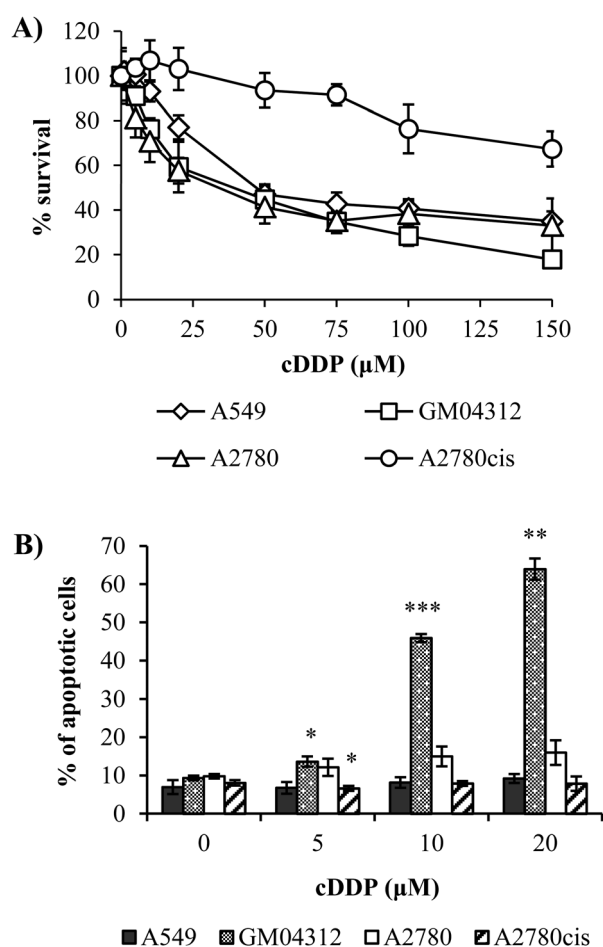 A)
120
100
80
60
40
20
0
% survival
0 25 50 75 100 125 150
cDDP (µM)
A549 GM04312
A2780 A2780cis
B)
70
60
50
40
30
20
10
0
% of apoptotic cells
**
***
* *
0 5 10 20
cDDP (µM)
A549 GM04312 A2780 A2780cis